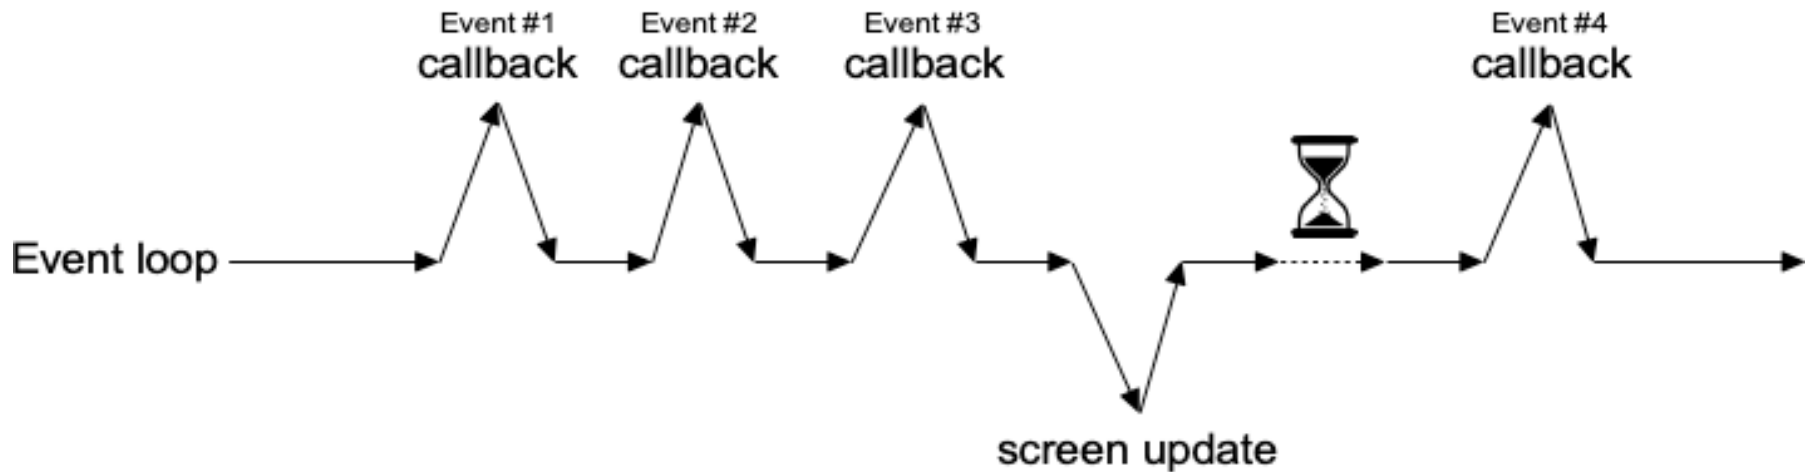 Event #1
callback
Event #2
callback
Event #3
callback
Event #4
callback
Event loop
screen update